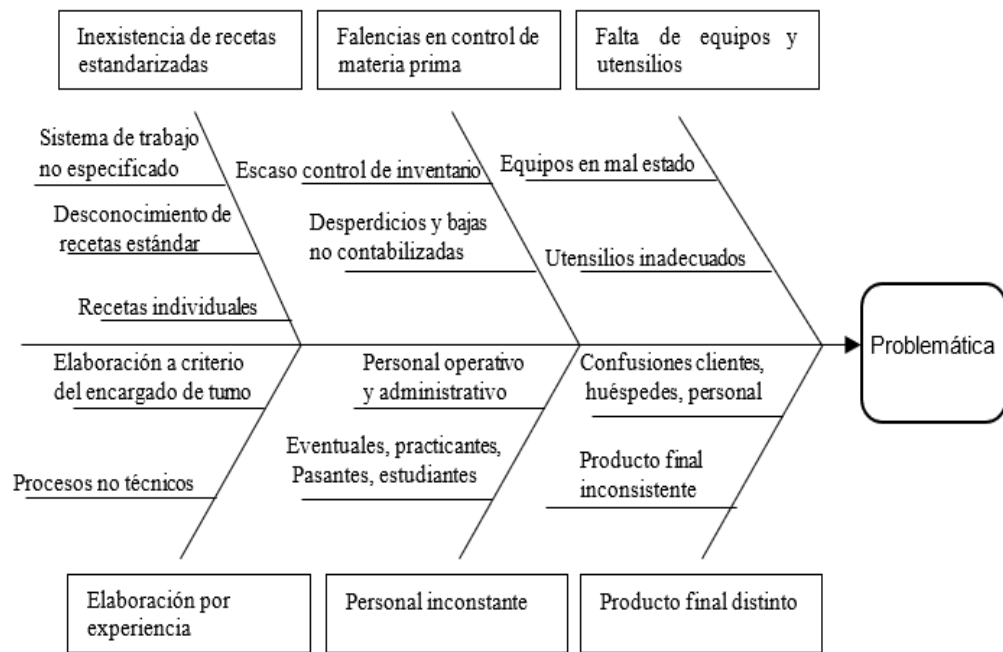 Inexistencia de recetas
estandarizadas
Falencias en control de
materia prima
Falta de equipos y
utensilios
Sistema de trabajo
no especificado
Desconocimiento de
recetas estándar
Recetas individuales
Escaso control de inventario
Desperdicios y bajas
no contabilizadas
Equipos en mal estado
Utensilios inadecuados
Problemática
Elaboración a criterio
del encargado de tumo
Procesos no técnicos
Personal operativo
y administrativo
Eventuales, practicantes,
Pasantes, estudiantes
Confusiones clientes,
huéspedes, personal
Producto final
inconsistente
Elaboración por
experiencia
Personal inconstante
Producto final distinto